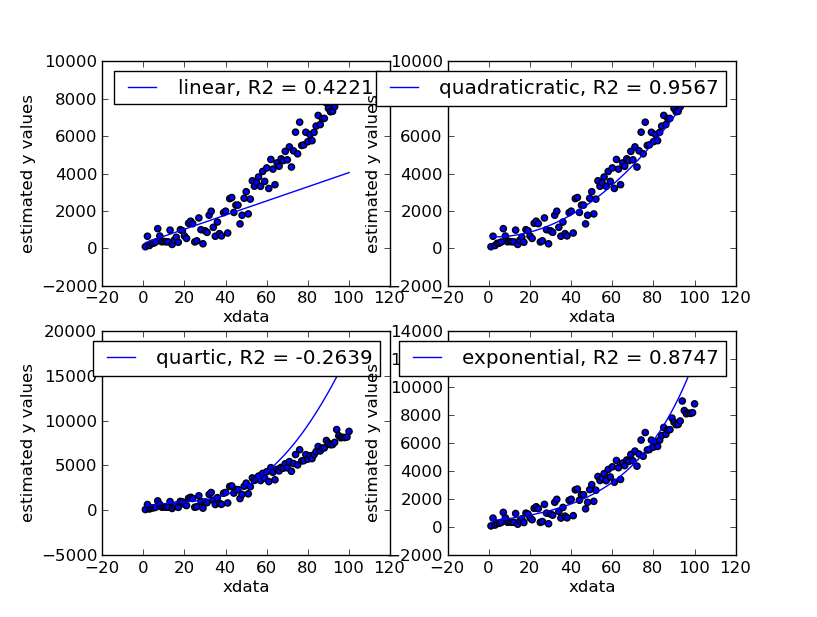 10000
8000
6000
4000
2000
0
−2000
estimated y values
linear, R2 = 0.4221
−20 0 20 40 60 80 100 120
xdata
10000
6000
4000
2000
0
−2000
estimated y values
quadraticratic, R2 = 0.9567
−20 0 20 40 60 80 100 120
xdata
20000
15000
10000
5000
0
−5000
estimated y values
quartic, R2 = -0.2639
−20 0 20 40 60 80 100 120
xdata
14000
10000
8000
6000
4000
2000
0
−2000
estimated y values
exponential, R2 = 0.8747
−20 0 20 40 60 80 100 120
xdata